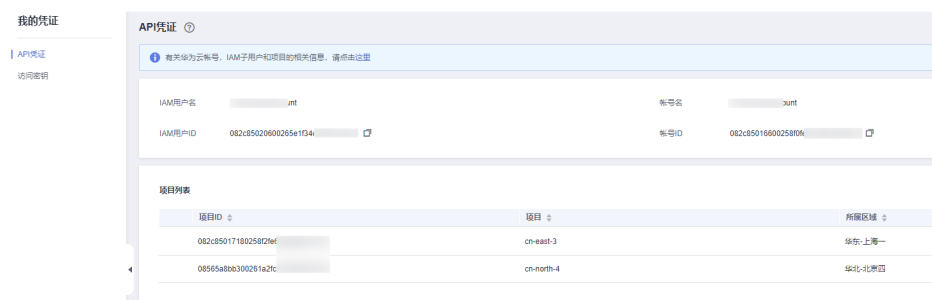 我的凭证
API凭证
访问密钥
API凭证
有关华为云帐号、IAM子用户和项目的相关信息，请点击这里
IAM用户名 unt 帐号名 ount
IAM用户ID 082c85020600265e1f34 帐号ID 082c85016600258f0fe
项目列表
项目ID 项目 所属区域
082c85017180258f2fe6 cn-east-3 华东-上海一
08565a8bb300261a2fc cn-north-4 华北-北京四